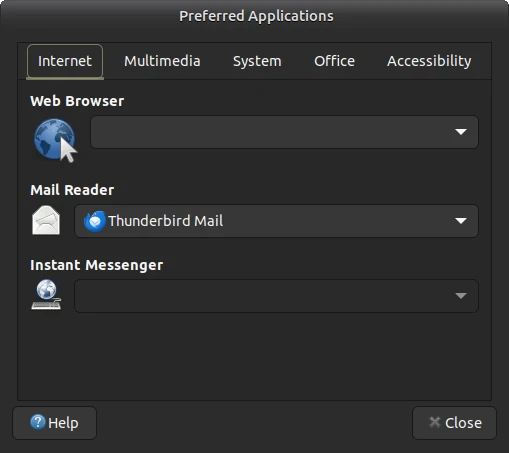 Preferred Applications
Internet Multimedia System Office Accessibility
Web Browser
Mail Reader
Thunderbird Mail
Instant Messenger
Help Close